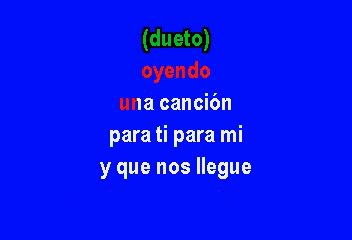 (dueto)
oyendo
una canción
para ti para mi
y que nos llegue